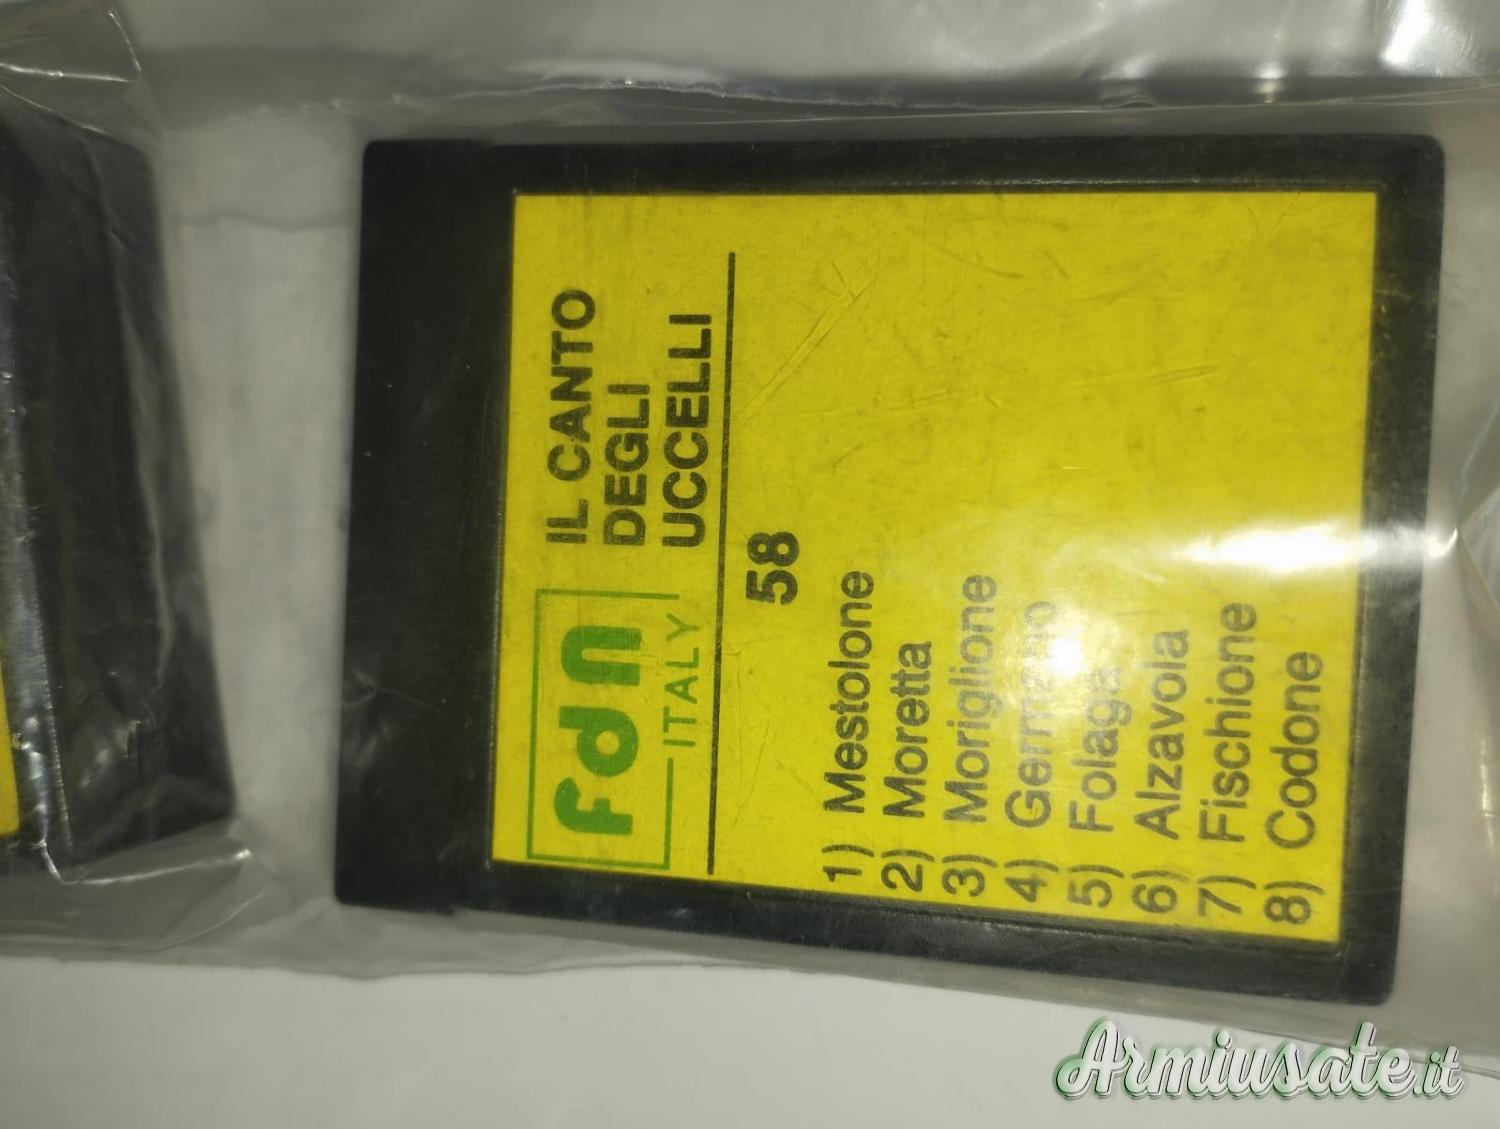 fdn
ITALY
IL CANTO
DEGLI
UCCELLI
58
1) Mestolone
2) Moretta
3) Moriglione
4) Germano
5) Folaga
6) Alzavola
7) Fischione
8) Codone
Armiusate.it